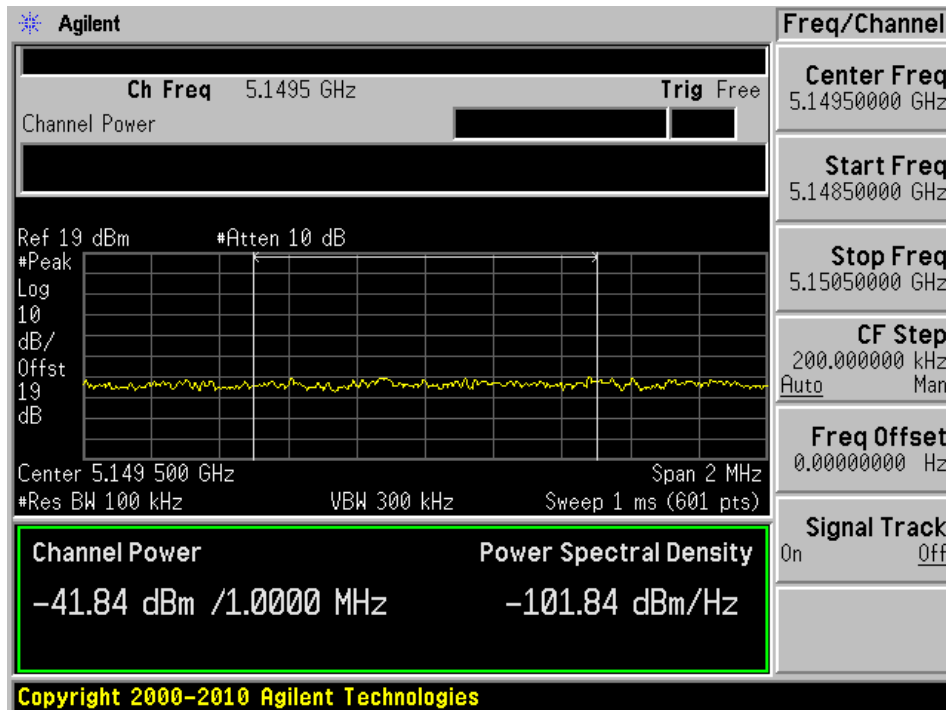 Agilent
Freq/Channel
Ch Freq 5.1495 GHz Trig Free
Channel Power
Center Freq
5.14950000 GHz
Start Freq
5.14850000 GHz
Stop Freq
5.15050000 GHz
CF Step
200.000000 kHz
Auto Man
Freq Offset
0.00000000 Hz
Signal Track
On Off
Ref 19 dBm #Atten 10 dB
#Peak
Log
10
dB/
Offst
19
dB
Center 5.149 500 GHz Span 2 MHz
#Res BW 100 kHz VBW 300 kHz Sweep 1 ms (601 pts)
Channel Power Power Spectral Density
-41.84 dBm /1.0000 MHz -101.84 dBm/Hz
Copyright 2000-2010 Agilent Technologies